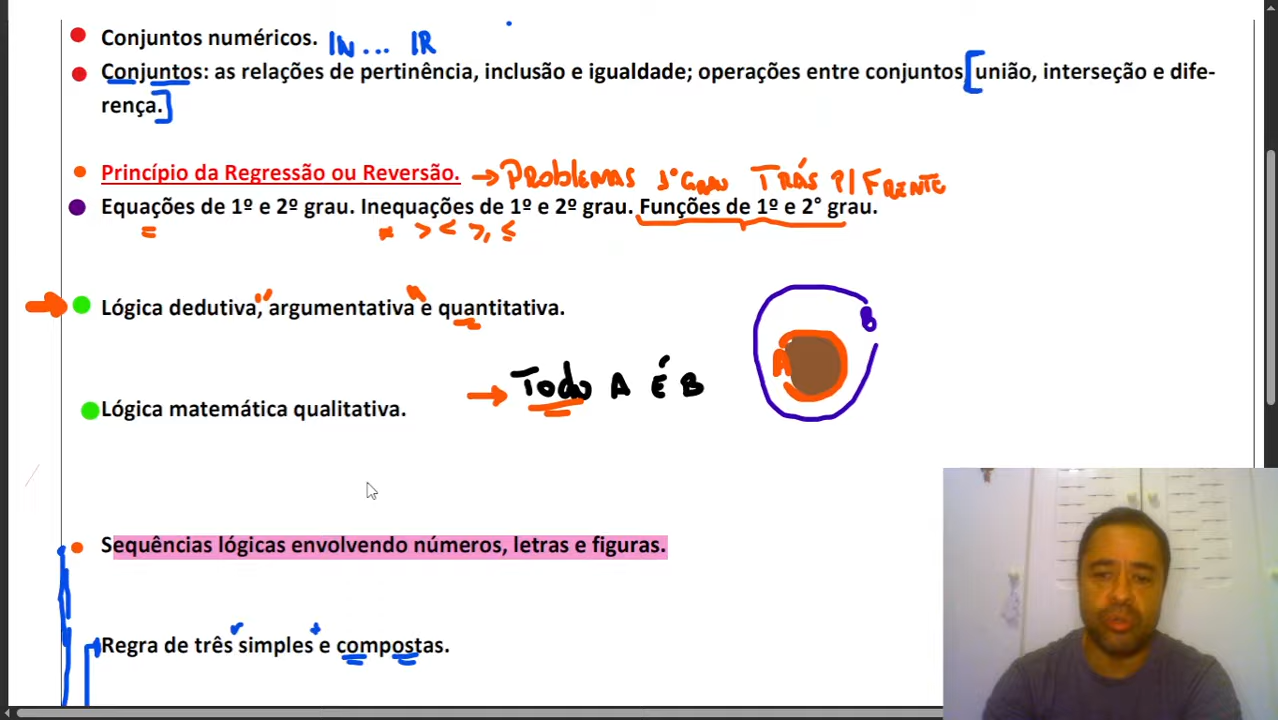 Conjuntos numéricos. IN... IR
Conjuntos: as relações de pertinência, inclusão e igualdade; operações entre conjuntos [união, interseção e dife-
rença.]
Princípio da Regressão ou Reversão. → PROBLEMAS 1º GRAU TRÁS P/ FRENTE
Equações de 1º e 2º grau. Inequações de 1º e 2º grau. Funções de 1º e 2° grau.
= > < ≥, ≤
Lógica dedutiva, argumentativa e quantitativa.
B
A
→ Todo A É B
Lógica matemática qualitativa.
Sequências lógicas envolvendo números, letras e figuras.
Regra de três simples e compostas.